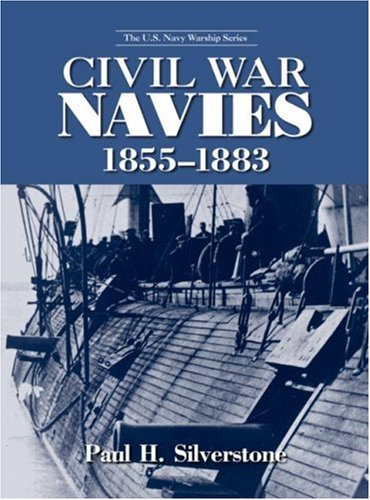 The U.S. Navy Warship Series
CIVIL WAR
NAVIES
1855–1883
Paul H. Silverstone